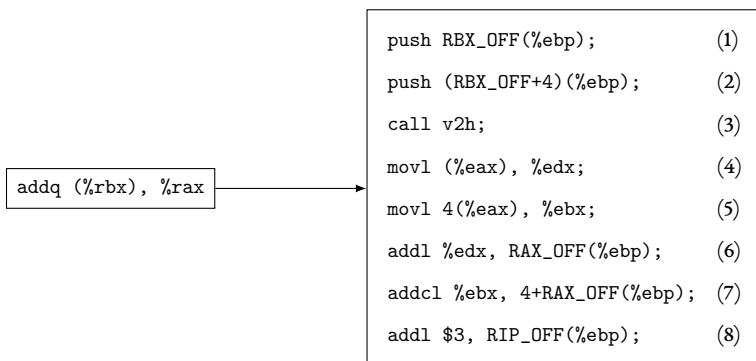 addq (%rbx), %rax
push RBX_OFF(%ebp); (1)
push (RBX_OFF+4)(%ebp); (2)
call v2h; (3)
movl (%eax), %edx; (4)
movl 4(%eax), %ebx; (5)
addl %edx, RAX_OFF(%ebp); (6)
addcl %ebx, 4+RAX_OFF(%ebp); (7)
addl $3, RIP_OFF(%ebp); (8)